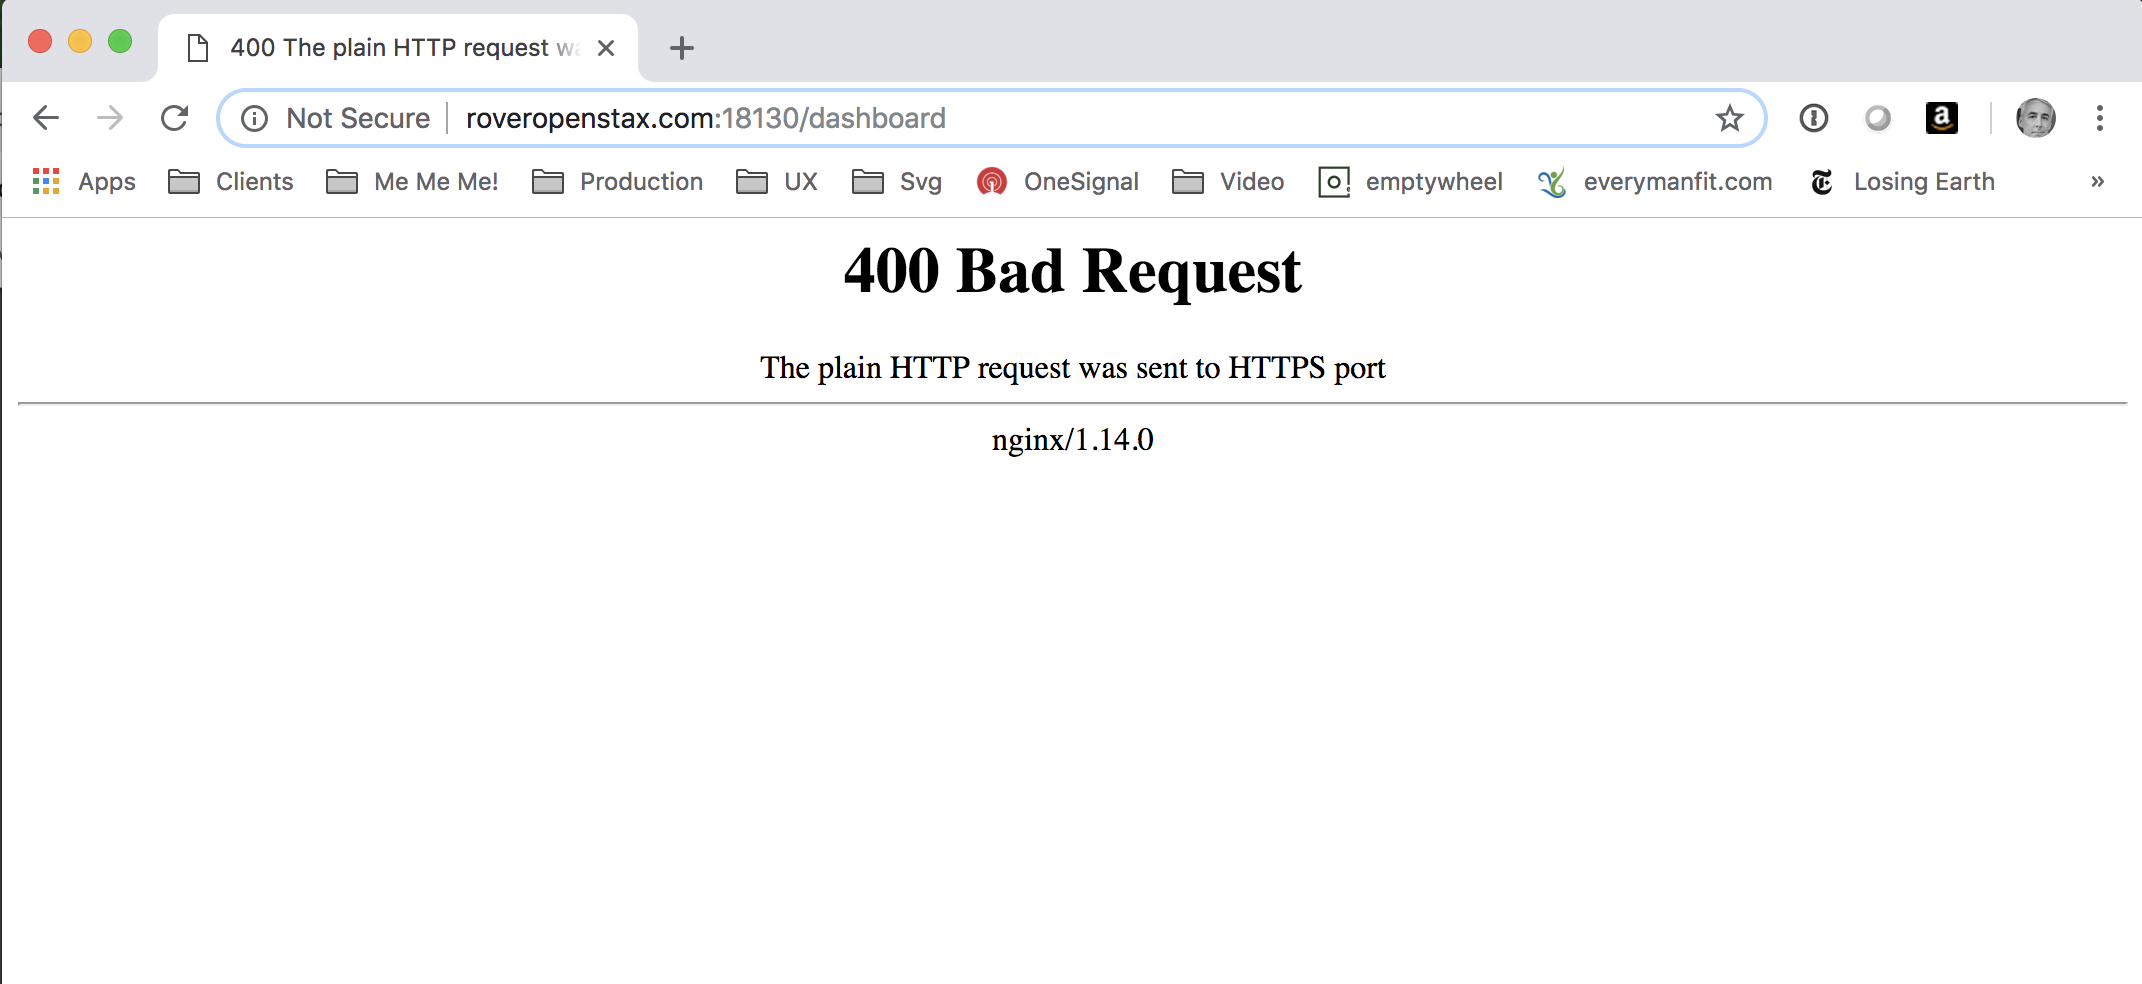 400 The plain HTTP request wa
Not Secure roveropenstax.com:18130/dashboard
Apps Clients Me Me Me! Production UX Svg OneSignal Video emptywheel everymanfit.com Losing Earth »
400 Bad Request
The plain HTTP request was sent to HTTPS port
nginx/1.14.0